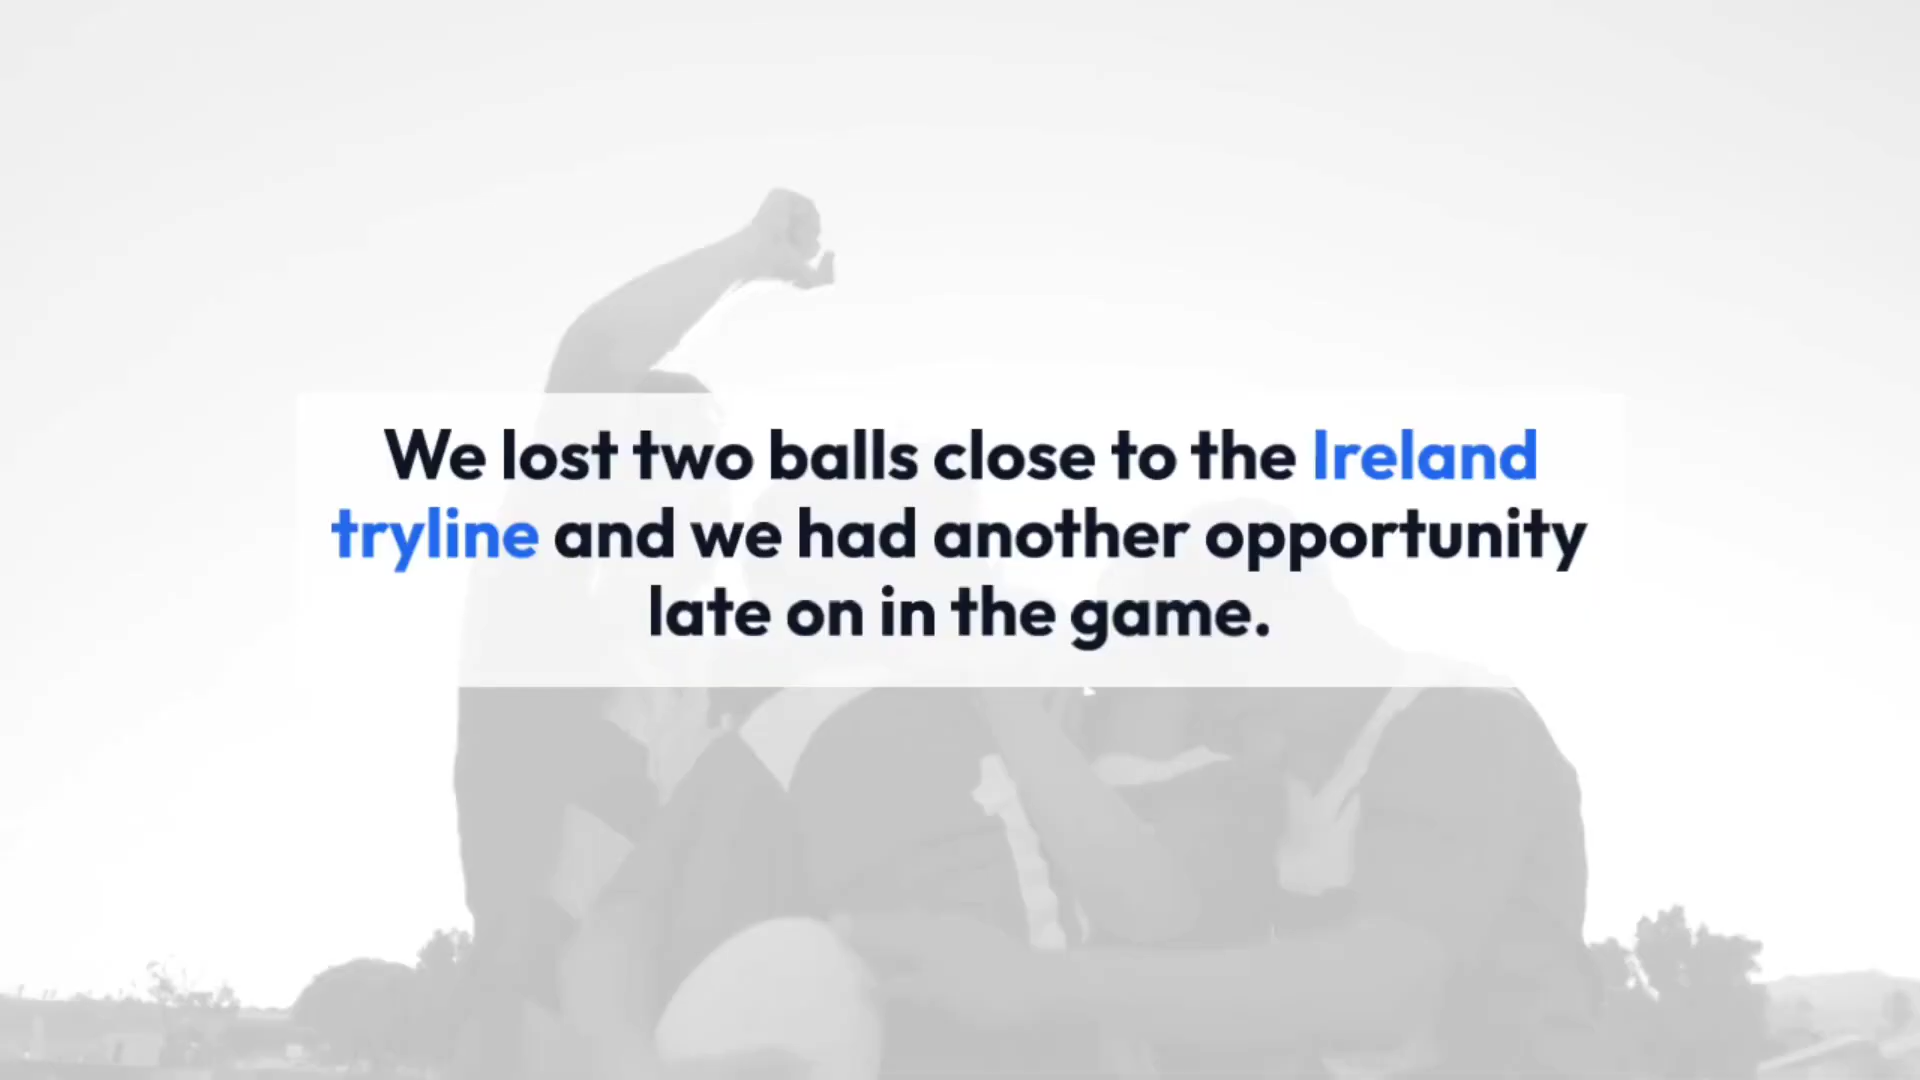 We lost two balls close to the Ireland
tryline and we had another opportunity
late on in the game.